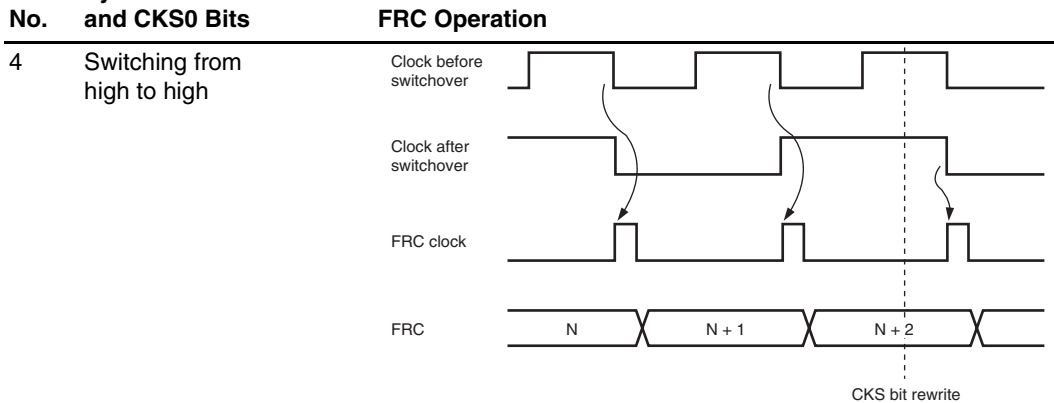 No. and CKS0 Bits FRC Operation
4 Switching from
high to high
Clock before
switchover
Clock after
switchover
FRC clock
FRC N N + 1 N + 2
CKS bit rewrite